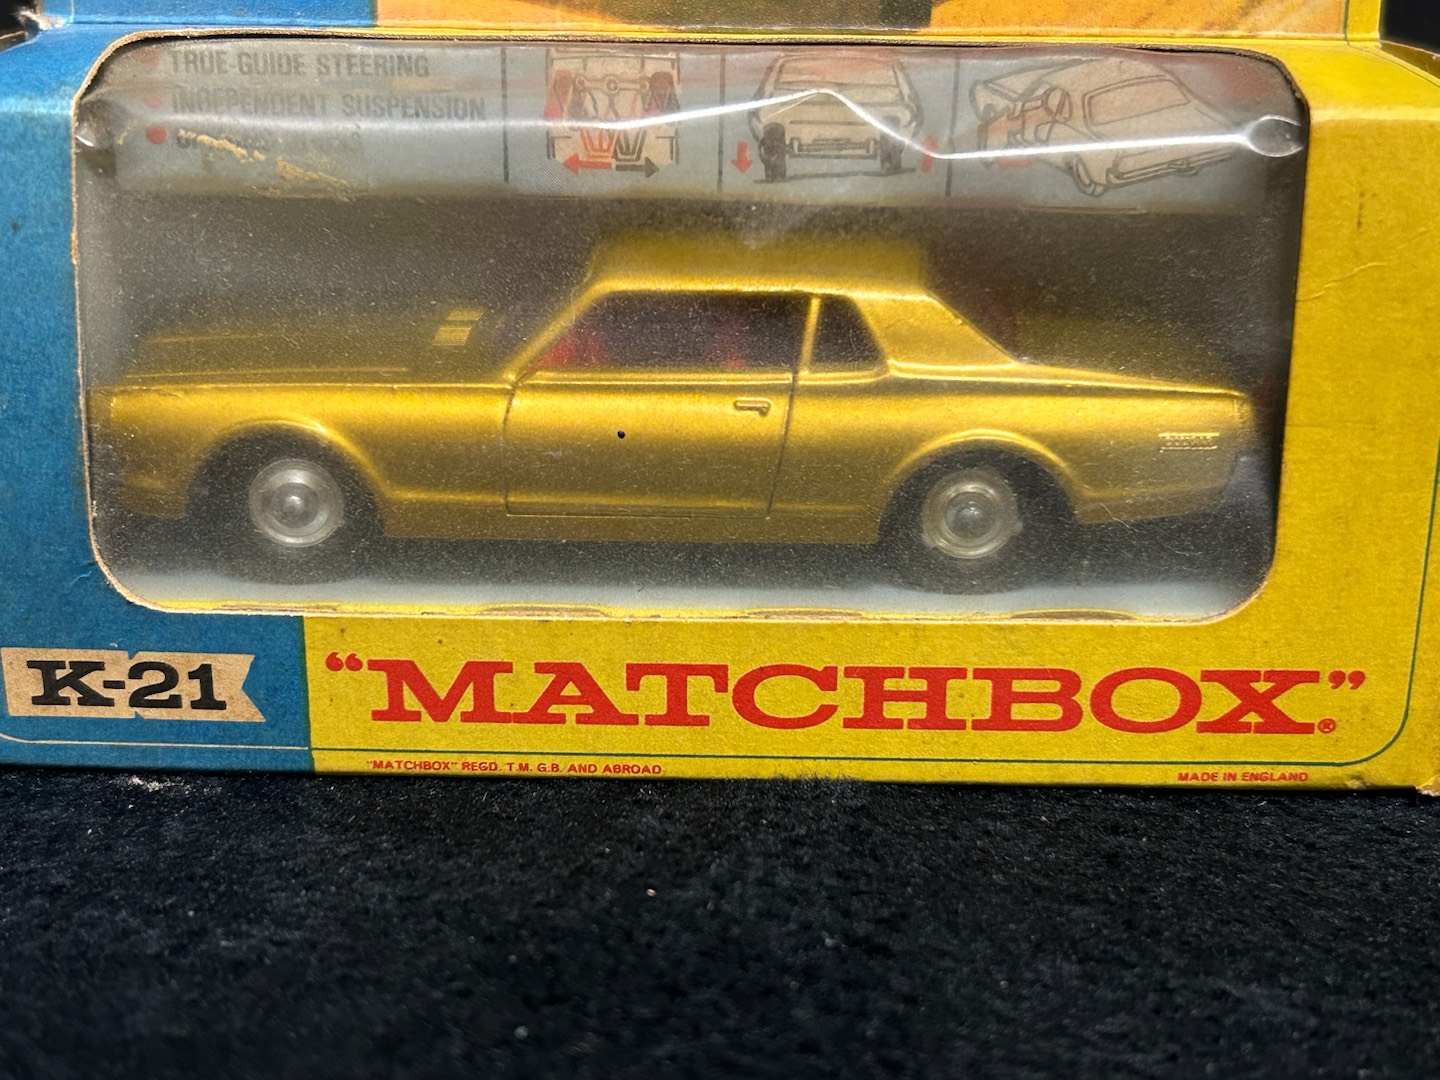 TRUE GUIDE STEERING
INDEPENDENT SUSPENSION
K-21
“MATCHBOX”®
"MATCHBOX" REGD. T.M. G.B. AND ABROAD
MADE IN ENGLAND